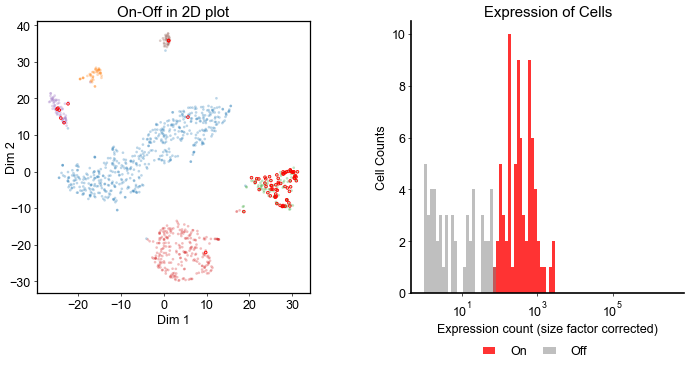 On-Off in 2D plot
40
30
20
10
0
−10
−20
−30
Dim 2
−20 −10 0 10 20 30
Dim 1
Expression of Cells
10
8
6
4
2
0
Cell Counts
10^1 10^3 10^5
Expression count (size factor corrected)
On Off